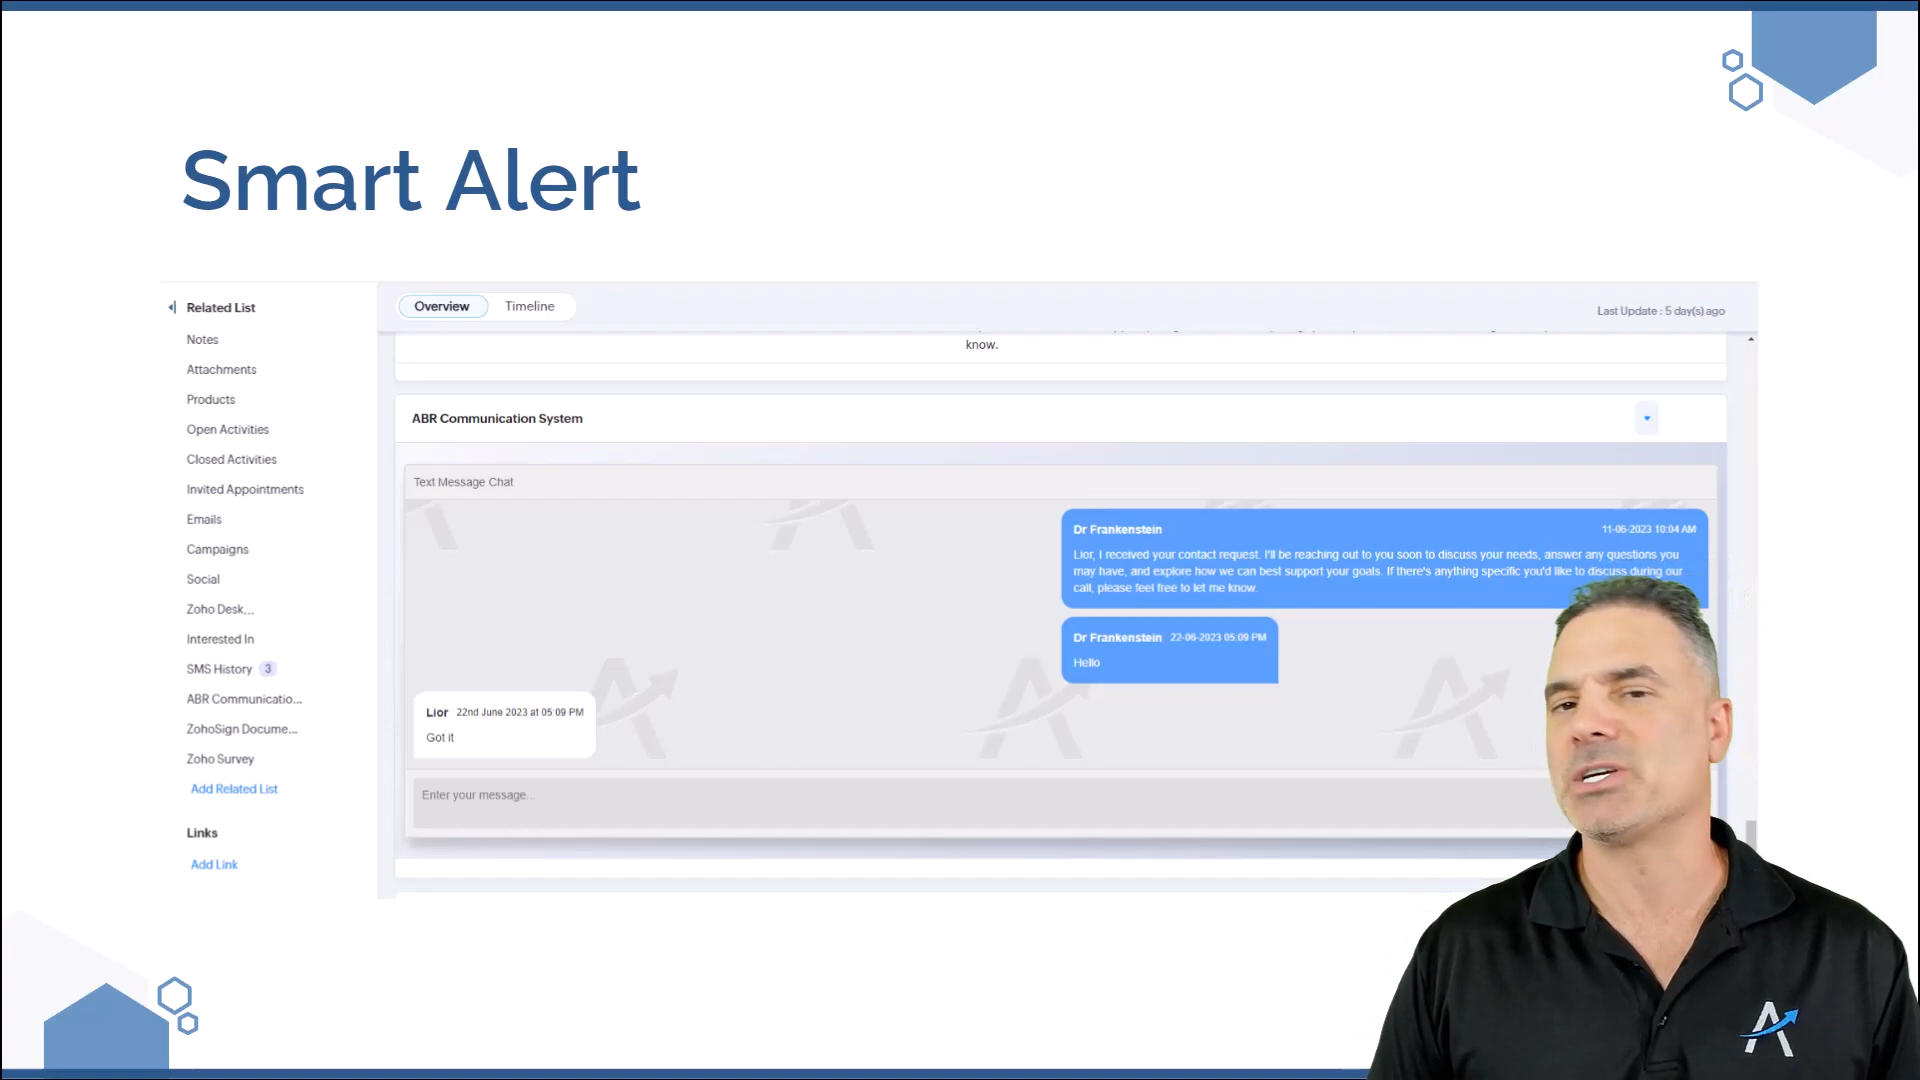 Smart Alert
Related List
Notes
Attachments
Products
Open Activities
Closed Activities
Invited Appointments
Emails
Campaigns
Social
Zoho Desk...
Interested In
SMS History 3
ABR Communicatio...
ZohoSign Docume...
Zoho Survey
Add Related List
Links
Add Link
Overview Timeline
Last Update : 5 day(s) ago
know.
ABR Communication System
Text Message Chat
Dr Frankenstein 11-06-2023 10:04 AM
Lior, I received your contact request. I'll be reaching out to you soon to discuss your needs, answer any questions you
may have, and explore how we can best support your goals. If there's anything specific you'd like to discuss during our
call, please feel free to let me know.
Dr Frankenstein 22-06-2023 05:09 PM
Hello
Lior 22nd June 2023 at 05:09 PM
Got it
Enter your message...